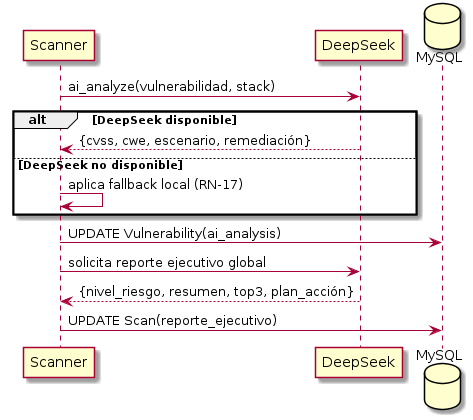 Scanner
DeepSeek
MySQL
ai_analyze(vulnerabilidad, stack)
alt
[DeepSeek disponible]
{cvss, cwe, escenario, remediación}
[DeepSeek no disponible]
aplica fallback local (RN-17)
UPDATE Vulnerability(ai_analysis)
solicita reporte ejecutivo global
{nivel_riesgo, resumen, top3, plan_acción}
UPDATE Scan(reporte_ejecutivo)
Scanner
DeepSeek
MySQL